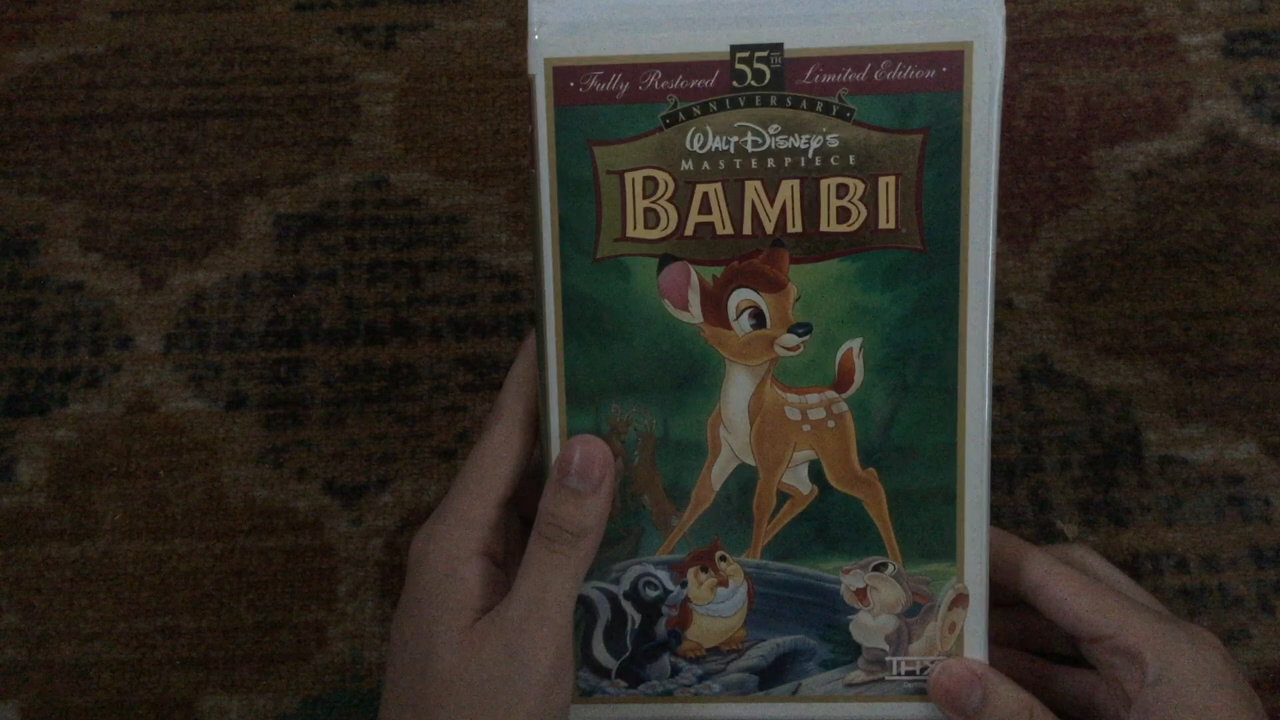 · Fully Restored 55TH Limited Edition ·
· ANNIVERSARY ·
WALT DISNEY'S
MASTERPIECE
BAMBI
THX